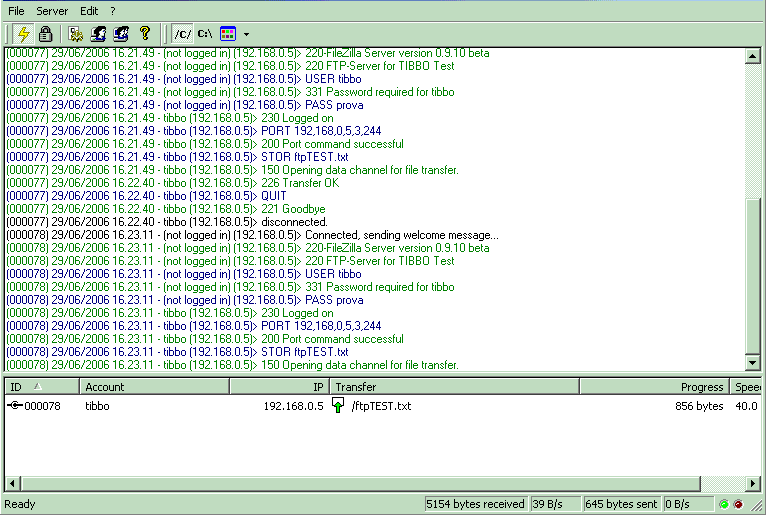 File Server Edit ?
/C/ C:\
(000077) 29/06/2006 16.21.49 - (not logged in) (192.168.0.5)> 220-FileZilla Server version 0.9.10 beta
(000077) 29/06/2006 16.21.49 - (not logged in) (192.168.0.5)> 220 FTP-Server for TIBBO Test
(000077) 29/06/2006 16.21.49 - (not logged in) (192.168.0.5)> USER tibbo
(000077) 29/06/2006 16.21.49 - (not logged in) (192.168.0.5)> 331 Password required for tibbo
(000077) 29/06/2006 16.21.49 - (not logged in) (192.168.0.5)> PASS prova
(000077) 29/06/2006 16.21.49 - tibbo (192.168.0.5)> 230 Logged on
(000077) 29/06/2006 16.21.49 - tibbo (192.168.0.5)> PORT 192,168,0,5,3,244
(000077) 29/06/2006 16.21.49 - tibbo (192.168.0.5)> 200 Port command successful
(000077) 29/06/2006 16.21.49 - tibbo (192.168.0.5)> STOR ftpTEST.txt
(000077) 29/06/2006 16.21.49 - tibbo (192.168.0.5)> 150 Opening data channel for file transfer.
(000077) 29/06/2006 16.22.40 - tibbo (192.168.0.5)> 226 Transfer OK
(000077) 29/06/2006 16.22.40 - tibbo (192.168.0.5)> QUIT
(000077) 29/06/2006 16.22.40 - tibbo (192.168.0.5)> 221 Goodbye
(000077) 29/06/2006 16.22.40 - tibbo (192.168.0.5)> disconnected.
(000078) 29/06/2006 16.23.11 - (not logged in) (192.168.0.5)> Connected, sending welcome message...
(000078) 29/06/2006 16.23.11 - (not logged in) (192.168.0.5)> 220-FileZilla Server version 0.9.10 beta
(000078) 29/06/2006 16.23.11 - (not logged in) (192.168.0.5)> 220 FTP-Server for TIBBO Test
(000078) 29/06/2006 16.23.11 - (not logged in) (192.168.0.5)> USER tibbo
(000078) 29/06/2006 16.23.11 - (not logged in) (192.168.0.5)> 331 Password required for tibbo
(000078) 29/06/2006 16.23.11 - (not logged in) (192.168.0.5)> PASS prova
(000078) 29/06/2006 16.23.11 - tibbo (192.168.0.5)> 230 Logged on
(000078) 29/06/2006 16.23.11 - tibbo (192.168.0.5)> PORT 192,168,0,5,3,244
(000078) 29/06/2006 16.23.11 - tibbo (192.168.0.5)> 200 Port command successful
(000078) 29/06/2006 16.23.11 - tibbo (192.168.0.5)> STOR ftpTEST.txt
(000078) 29/06/2006 16.23.11 - tibbo (192.168.0.5)> 150 Opening data channel for file transfer.
ID Account IP Transfer Progress Spee
000078 tibbo 192.168.0.5 /ftpTEST.txt 856 bytes 40.0
Ready 5154 bytes received 39 B/s 645 bytes sent 0 B/s